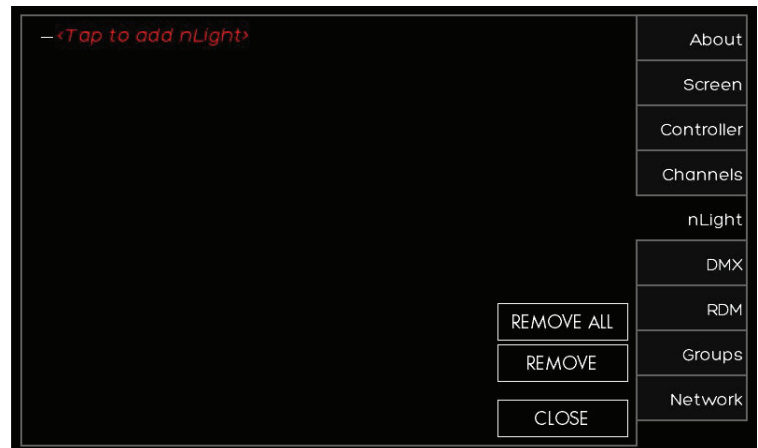 –<Tap to add nLight>
About
Screen
Controller
Channels
nLight
DMX
RDM
REMOVE ALL
REMOVE
Groups
Network
CLOSE